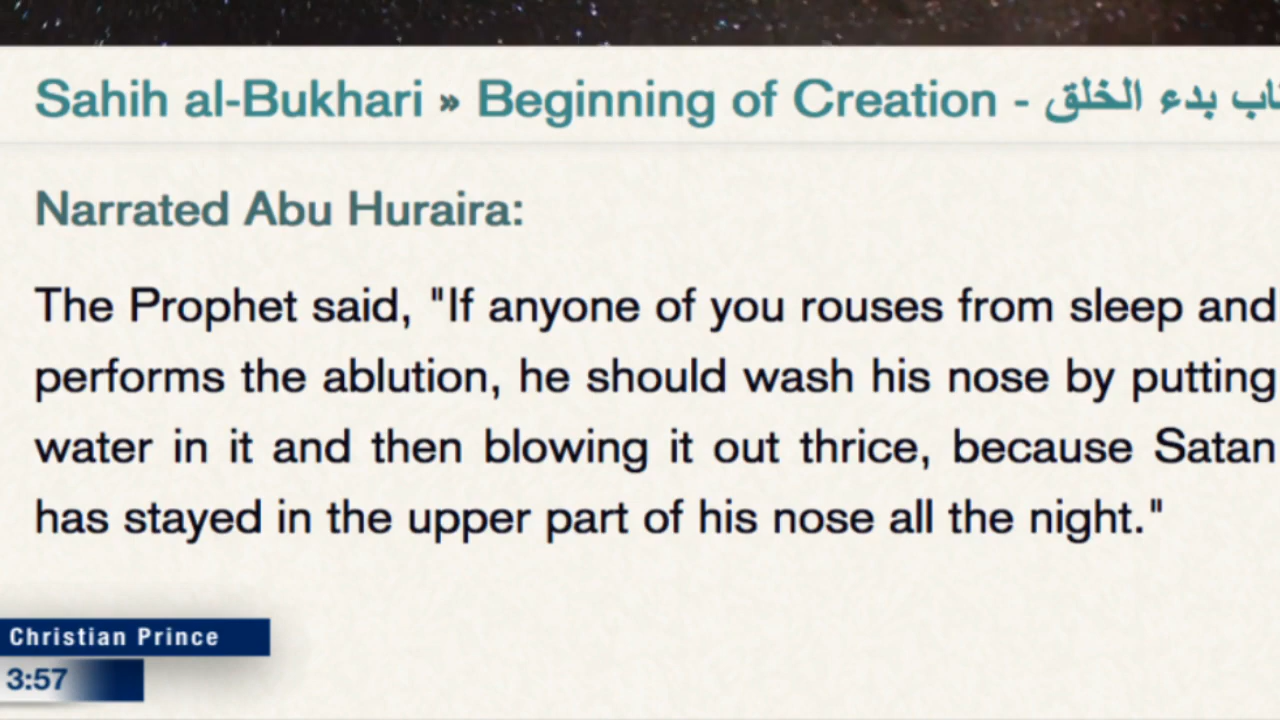 Sahih al-Bukhari » Beginning of Creation - بدء الخلق
Narrated Abu Huraira:
The Prophet said, "If anyone of you rouses from sleep and
performs the ablution, he should wash his nose by putting
water in it and then blowing it out thrice, because Satan
has stayed in the upper part of his nose all the night."
Christian Prince
3:57